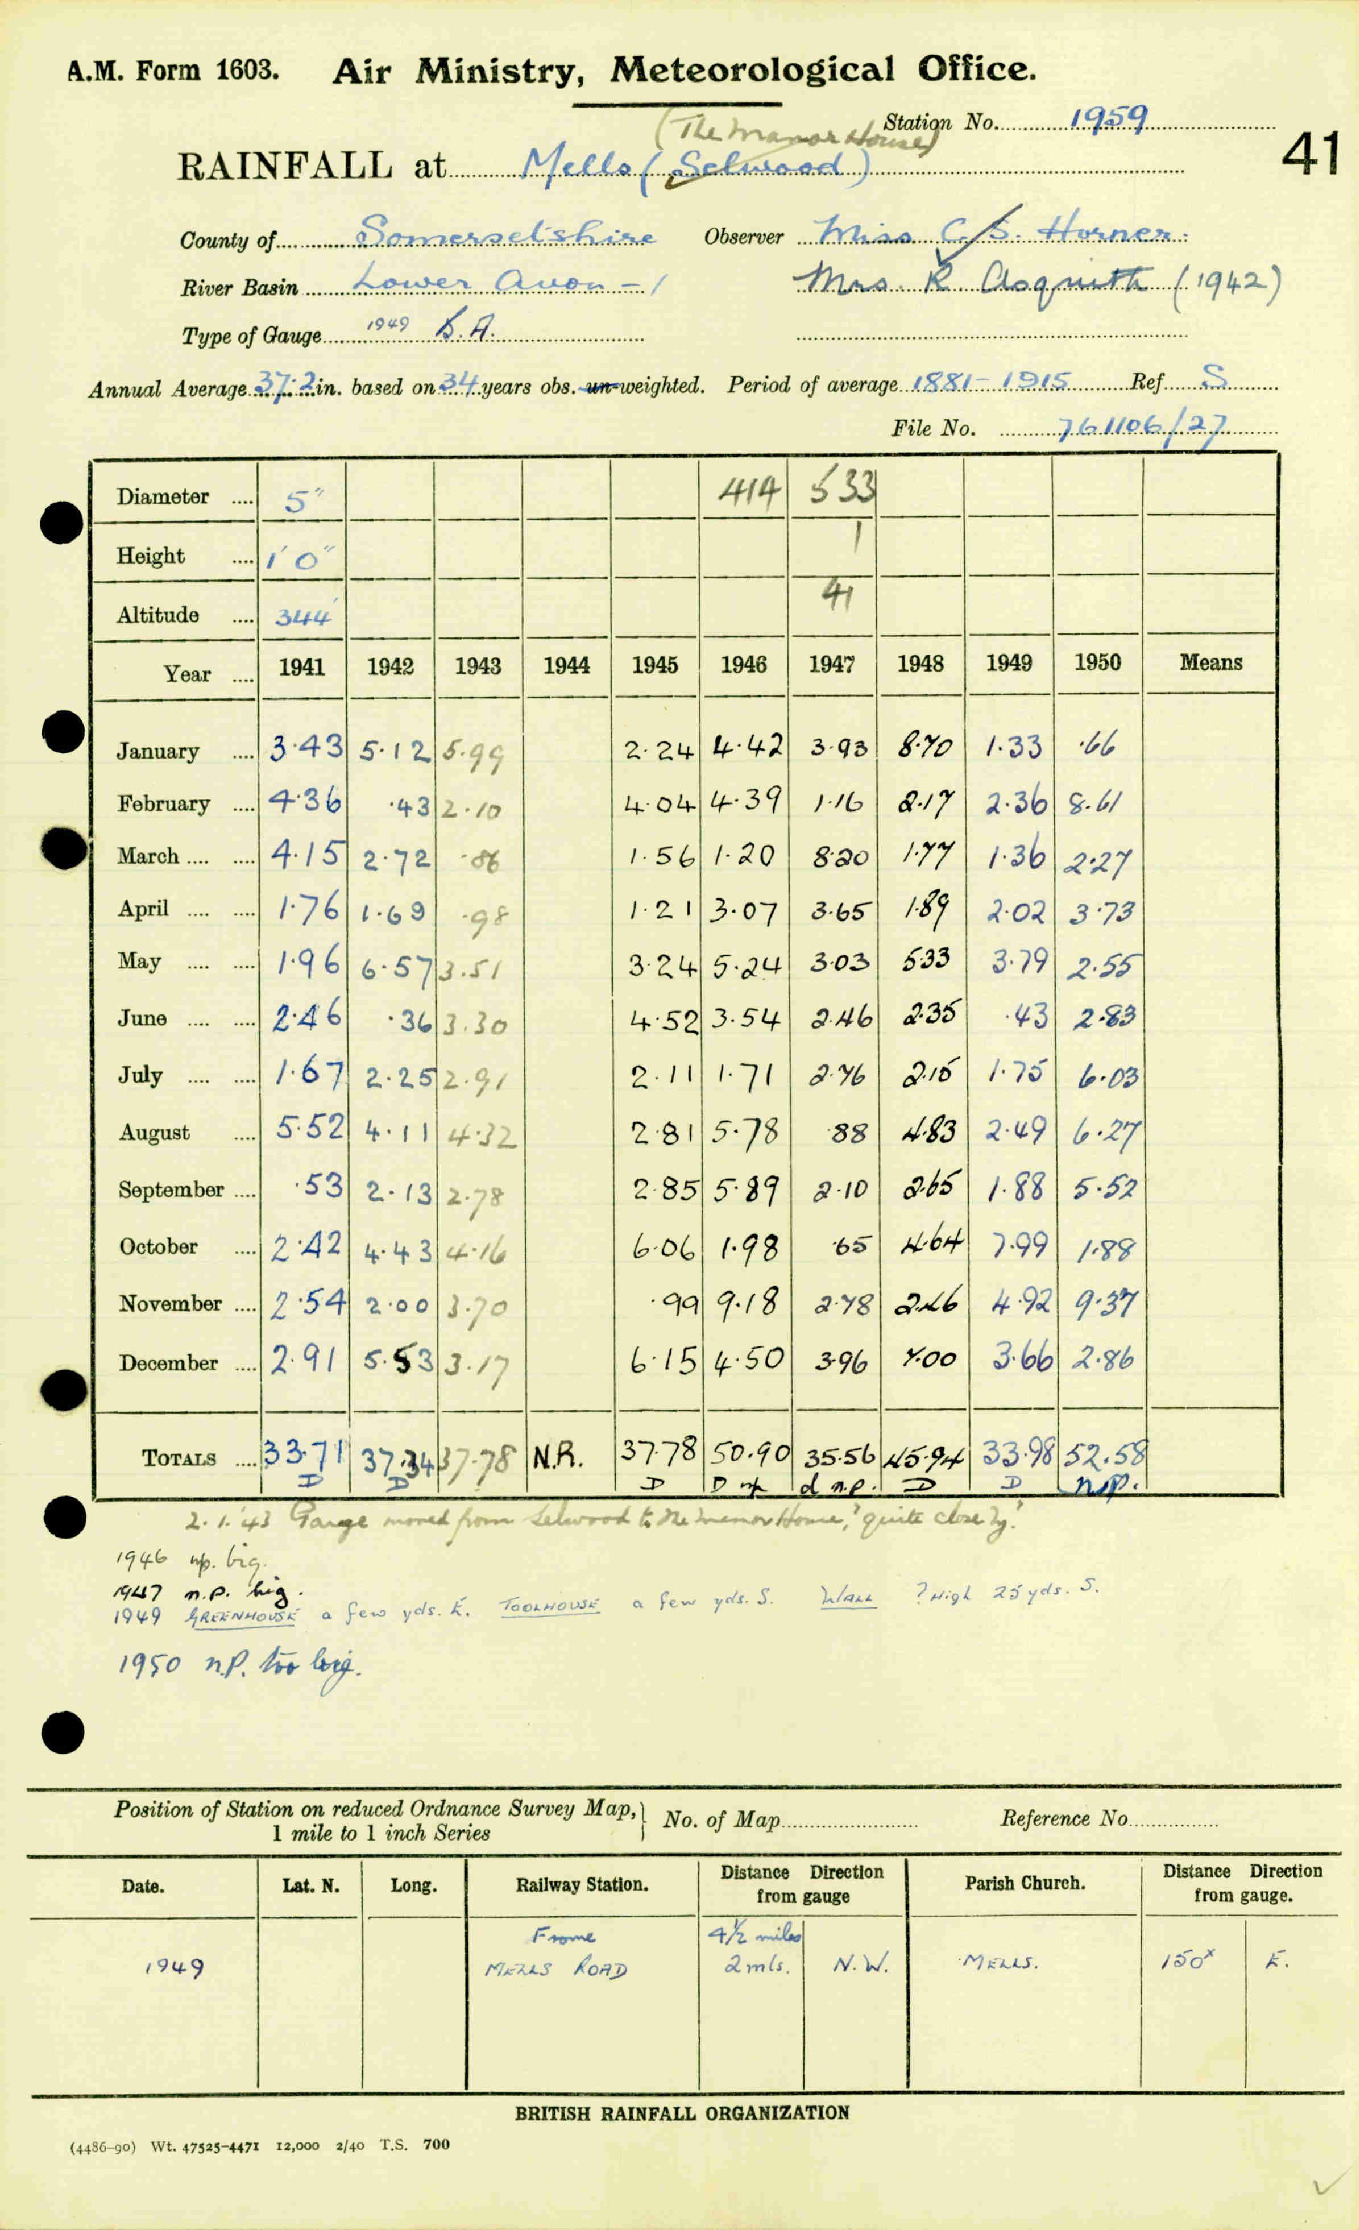 A.M. Form 1603. Air Ministry, Meteorological Office.
Station No. 1959
41
(The Manor House)
RAINFALL at Mells (Selwood)
County of Somersetshire Observer Miss C. S. Horner.
River Basin Lower Avon - 1 Mrs. K Asquith (1942)
Type of Gauge 1949 S.A.
Annual Average 37.2 in. based on 34 years obs. un-weighted. Period of average 1881-1915 Ref S
File No. 761106/27
Diameter .... 5" 414 533
Height .... 1' 0" 1
Altitude .... 344' 41
Year .... 1941 1942 1943 1944 1945 1946 1947 1948 1949 1950 Means
January .... 3.43 5.12 5.99 2.24 4.42 3.93 8.70 1.33 .66
February .... 4.36 .43 2.10 4.04 4.39 1.16 2.17 2.36 8.61
March .... .... 4.15 2.72 .86 1.56 1.20 8.20 1.77 1.36 2.27
April .... .... 1.76 1.69 .98 1.21 3.07 3.65 1.89 2.02 3.73
May .... .... 1.96 6.57 3.51 3.24 5.24 3.03 5.33 3.79 2.55
June .... .... 2.46 .36 3.30 4.52 3.54 2.46 2.35 .43 2.83
July .... .... 1.67 2.25 2.91 2.11 1.71 2.76 2.15 1.75 6.03
August .... 5.52 4.11 4.32 2.81 5.78 .88 4.83 2.49 6.27
September .... .53 2.13 2.78 2.85 5.89 2.10 2.65 1.88 5.52
October .... 2.42 4.43 4.16 6.06 1.98 .65 4.64 7.99 1.88
November .... 2.54 2.00 3.70 .99 9.18 2.78 2.46 4.92 9.37
December .... 2.91 5.53 3.17 6.15 4.50 3.96 7.00 3.66 2.86
TOTALS .... 33.71 37.34 37.78 N.R. 37.78 50.90 35.56 45.94 33.98 52.58
D D D D np d n.p. D D n.p.
2.1.43 Gauge moved from Selwood to The Manor House, "quite close by."
1946 np. big.
1947 n.p. big.
1949 GREENHOUSE a few yds. E. TOOLHOUSE a few yds. S. WALL ? High 25 yds. S.
1950 n.p. too big.
Position of Station on reduced Ordnance Survey Map, 1 mile to 1 inch Series } No. of Map Reference No.
Date. Lat. N. Long. Railway Station. Distance Direction from gauge Parish Church. Distance Direction from gauge.
Frome 4½ miles
1949 MELLS ROAD 2 mls. N.W. MELLS. 150x E.
BRITISH RAINFALL ORGANIZATION
(4486-90) Wt. 47525-4471 12,000 2/40 T.S. 700